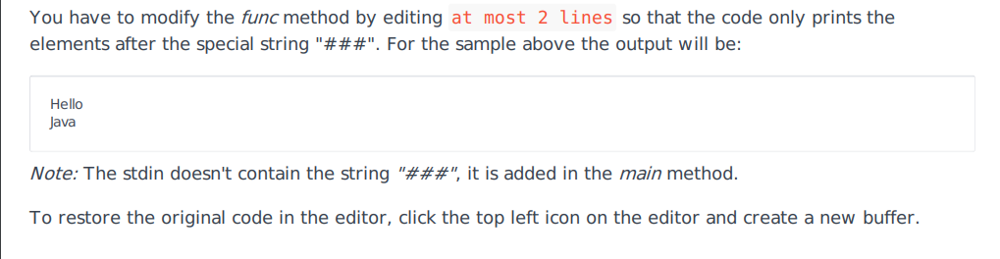 You have to modify the func method by editing at most 2 lines so that the code only prints the
elements after the special string "###". For the sample above the output will be:
Hello
Java
Note: The stdin doesn't contain the string "###", it is added in the main method.
To restore the original code in the editor, click the top left icon on the editor and create a new buffer.